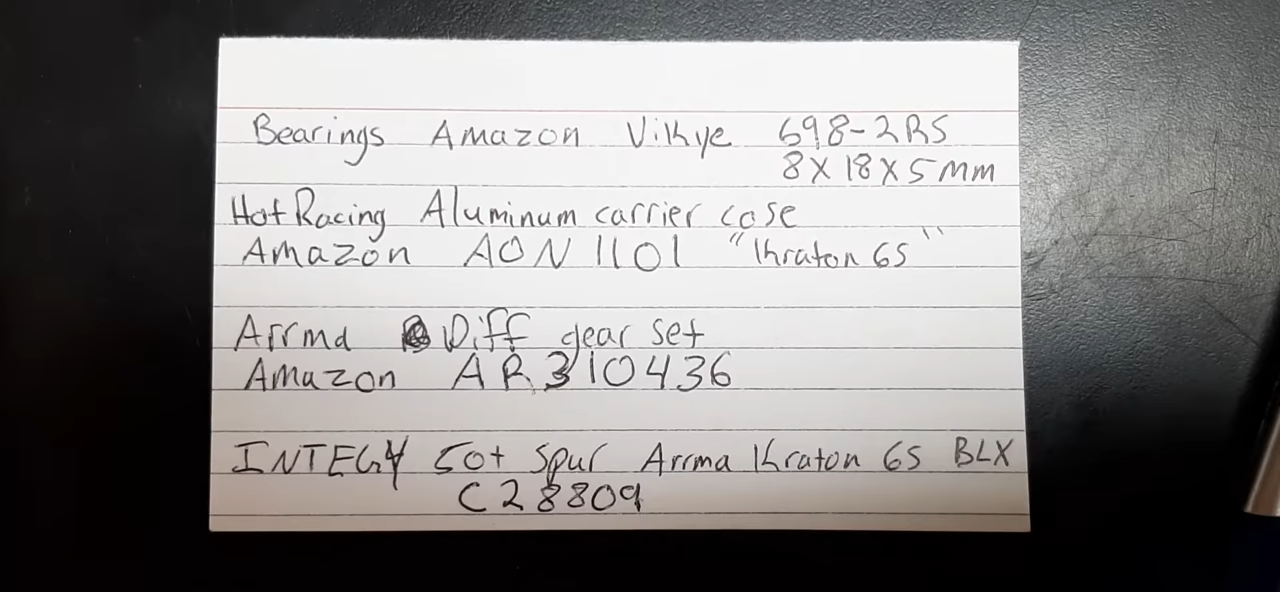 Bearings Amazon Vikye 698-2RS
8X18X5mm
Hot Racing Aluminum carrier case
Amazon AON1101 "Kraton 6S"
Arrma Diff gear set
Amazon AR310436
INTEGY 50t Spur Arrma Kraton 6S BLX
C28809